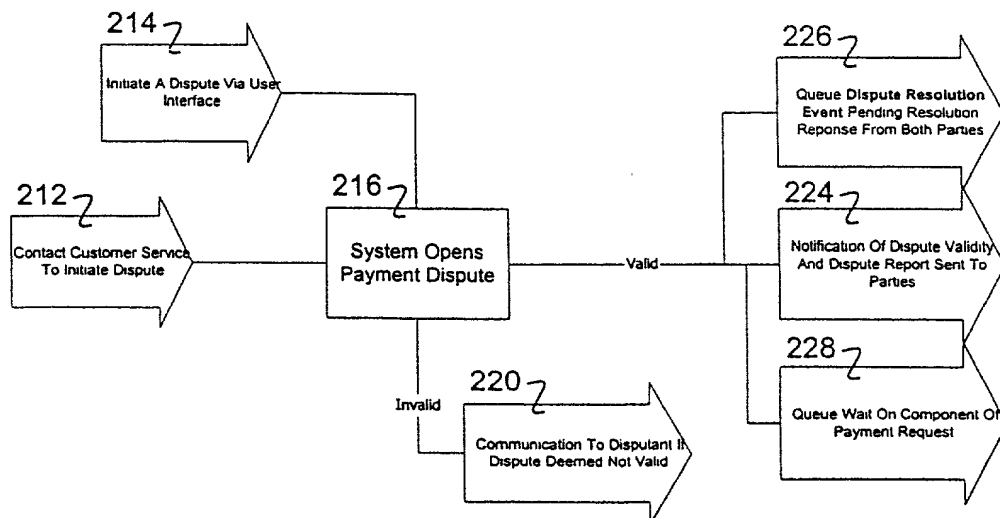 214
Initiate A Dispute Via User
Interface
212
Contact Customer Service
To Initiate Dispute
216
System Opens
Payment Dispute
Valid
Invalid
220
Communication To Disputant If
Dispute Deemed Not Valid
226
Queue Dispute Resolution
Event Pending Resolution
Reponse From Both Parties
224
Notification Of Dispute Validity
And Dispute Report Sent To
Parties
228
Queue Wait On Component Of
Payment Request